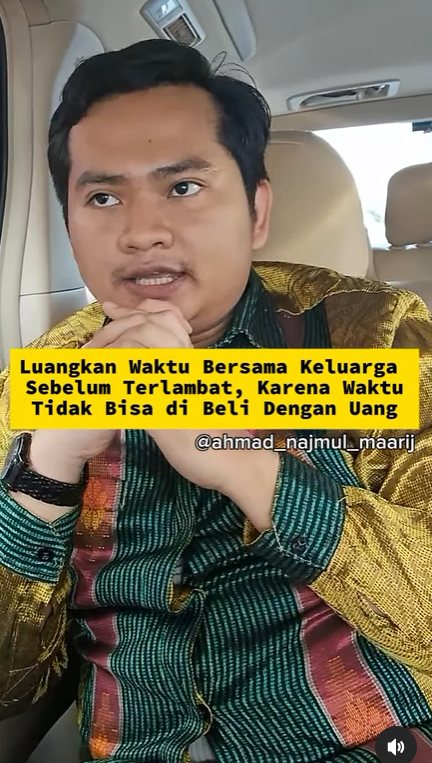 Luangkan Waktu Bersama Keluarga
Sebelum Terlambat, Karena Waktu
Tidak Bisa di Beli Dengan Uang
@ahmad_najmul_maarij